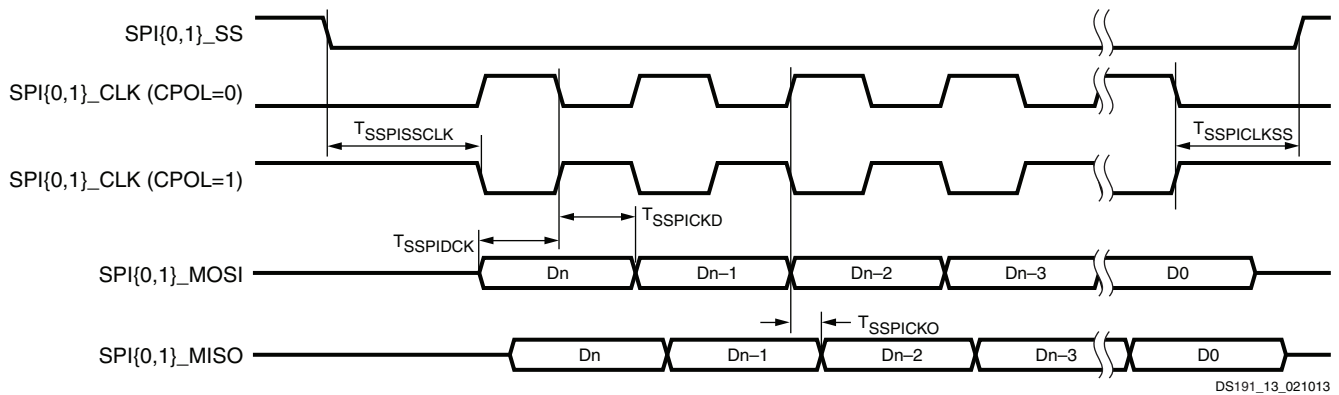 SPI{0,1}_SS
SPI{0,1}_CLK (CPOL=0)
TSSPISSCLK
TSSPICLKSS
SPI{0,1}_CLK (CPOL=1)
TSSPICKD
TSSPIDCK
SPI{0,1}_MOSI
Dn
Dn–1
Dn–2
Dn–3
D0
TSSPICKO
SPI{0,1}_MISO
Dn
Dn–1
Dn–2
Dn–3
D0
DS191_13_021013